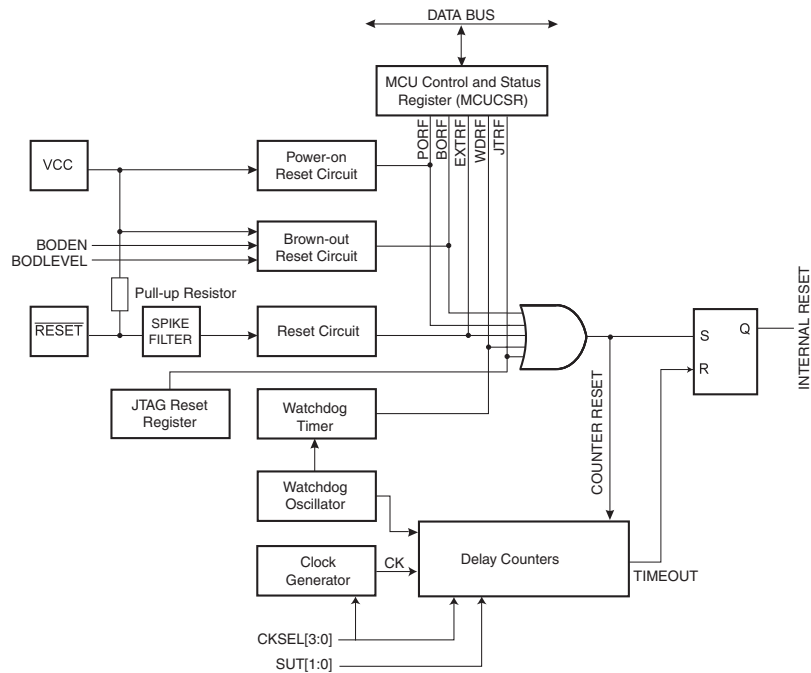 DATA BUS
MCU Control and Status
Register (MCUCSR)
PORF
BORF
EXTRF
WDRF
JTRF
VCC
Power-on
Reset Circuit
BODEN
BODLEVEL
Brown-out
Reset Circuit
Pull-up Resistor
RESET
SPIKE
FILTER
Reset Circuit
S
Q
R
INTERNAL RESET
JTAG Reset
Register
Watchdog
Timer
COUNTER RESET
Watchdog
Oscillator
Clock
Generator
CK
Delay Counters
TIMEOUT
CKSEL[3:0]
SUT[1:0]